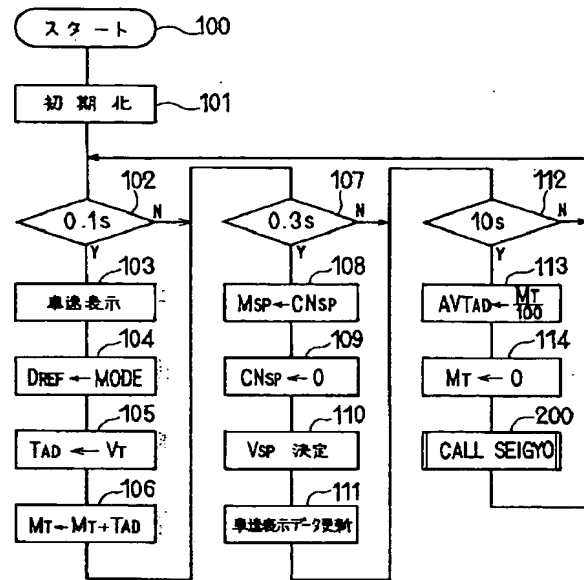 スタート
100
初期化
101
102
0.1s
N
Y
103
車速表示
104
DREF ← MODE
105
TAD ← VT
106
MT ← MT + TAD
107
0.3s
N
Y
108
MSP ← CNSP
109
CNSP ← 0
110
VSP 決定
111
車速表示データ更新
112
10s
N
Y
113
AVTAD ← MT/100
114
MT ← 0
200
CALL SEIGYO